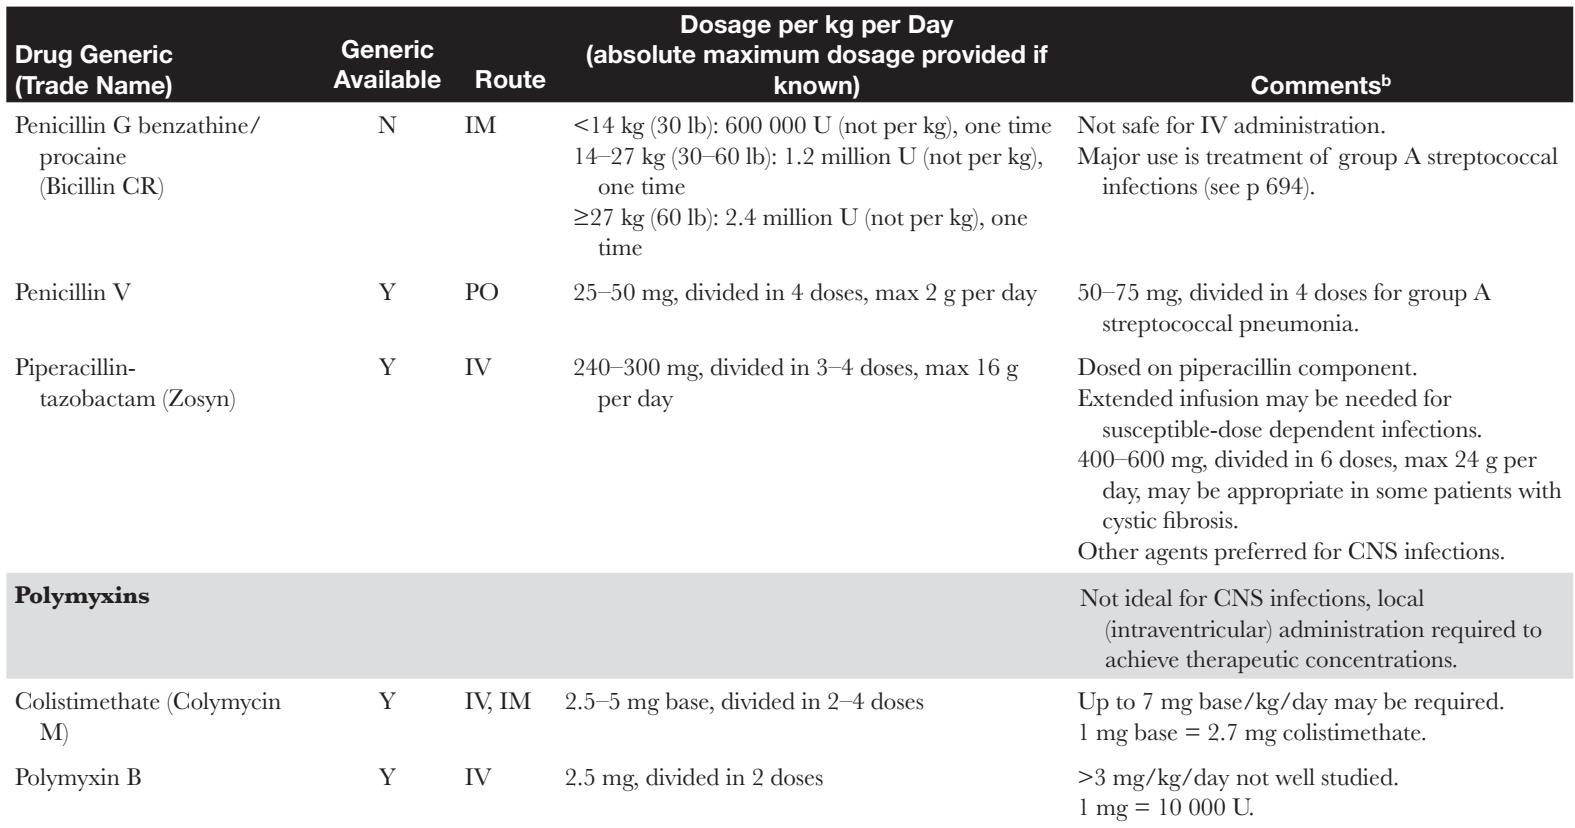 Drug Generic
(Trade Name)
Generic
Available
Route
Dosage per kg per Day
(absolute maximum dosage provided if
known)
Commentsᵇ
Penicillin G benzathine/
procaine
(Bicillin CR)
N
IM
<14 kg (30 lb): 600 000 U (not per kg), one time
14–27 kg (30–60 lb): 1.2 million U (not per kg),
one time
≥27 kg (60 lb): 2.4 million U (not per kg), one
time
Not safe for IV administration.
Major use is treatment of group A streptococcal
infections (see p 694).
Penicillin V
Y
PO
25–50 mg, divided in 4 doses, max 2 g per day
50–75 mg, divided in 4 doses for group A
streptococcal pneumonia.
Piperacillin-
tazobactam (Zosyn)
Y
IV
240–300 mg, divided in 3–4 doses, max 16 g
per day
Dosed on piperacillin component.
Extended infusion may be needed for
susceptible-dose dependent infections.
400–600 mg, divided in 6 doses, max 24 g per
day, may be appropriate in some patients with
cystic fibrosis.
Other agents preferred for CNS infections.
Polymyxins
Not ideal for CNS infections, local
(intraventricular) administration required to
achieve therapeutic concentrations.
Colistimethate (Colymycin
M)
Y
IV, IM
2.5–5 mg base, divided in 2–4 doses
Up to 7 mg base/kg/day may be required.
1 mg base = 2.7 mg colistimethate.
Polymyxin B
Y
IV
2.5 mg, divided in 2 doses
>3 mg/kg/day not well studied.
1 mg = 10 000 U.